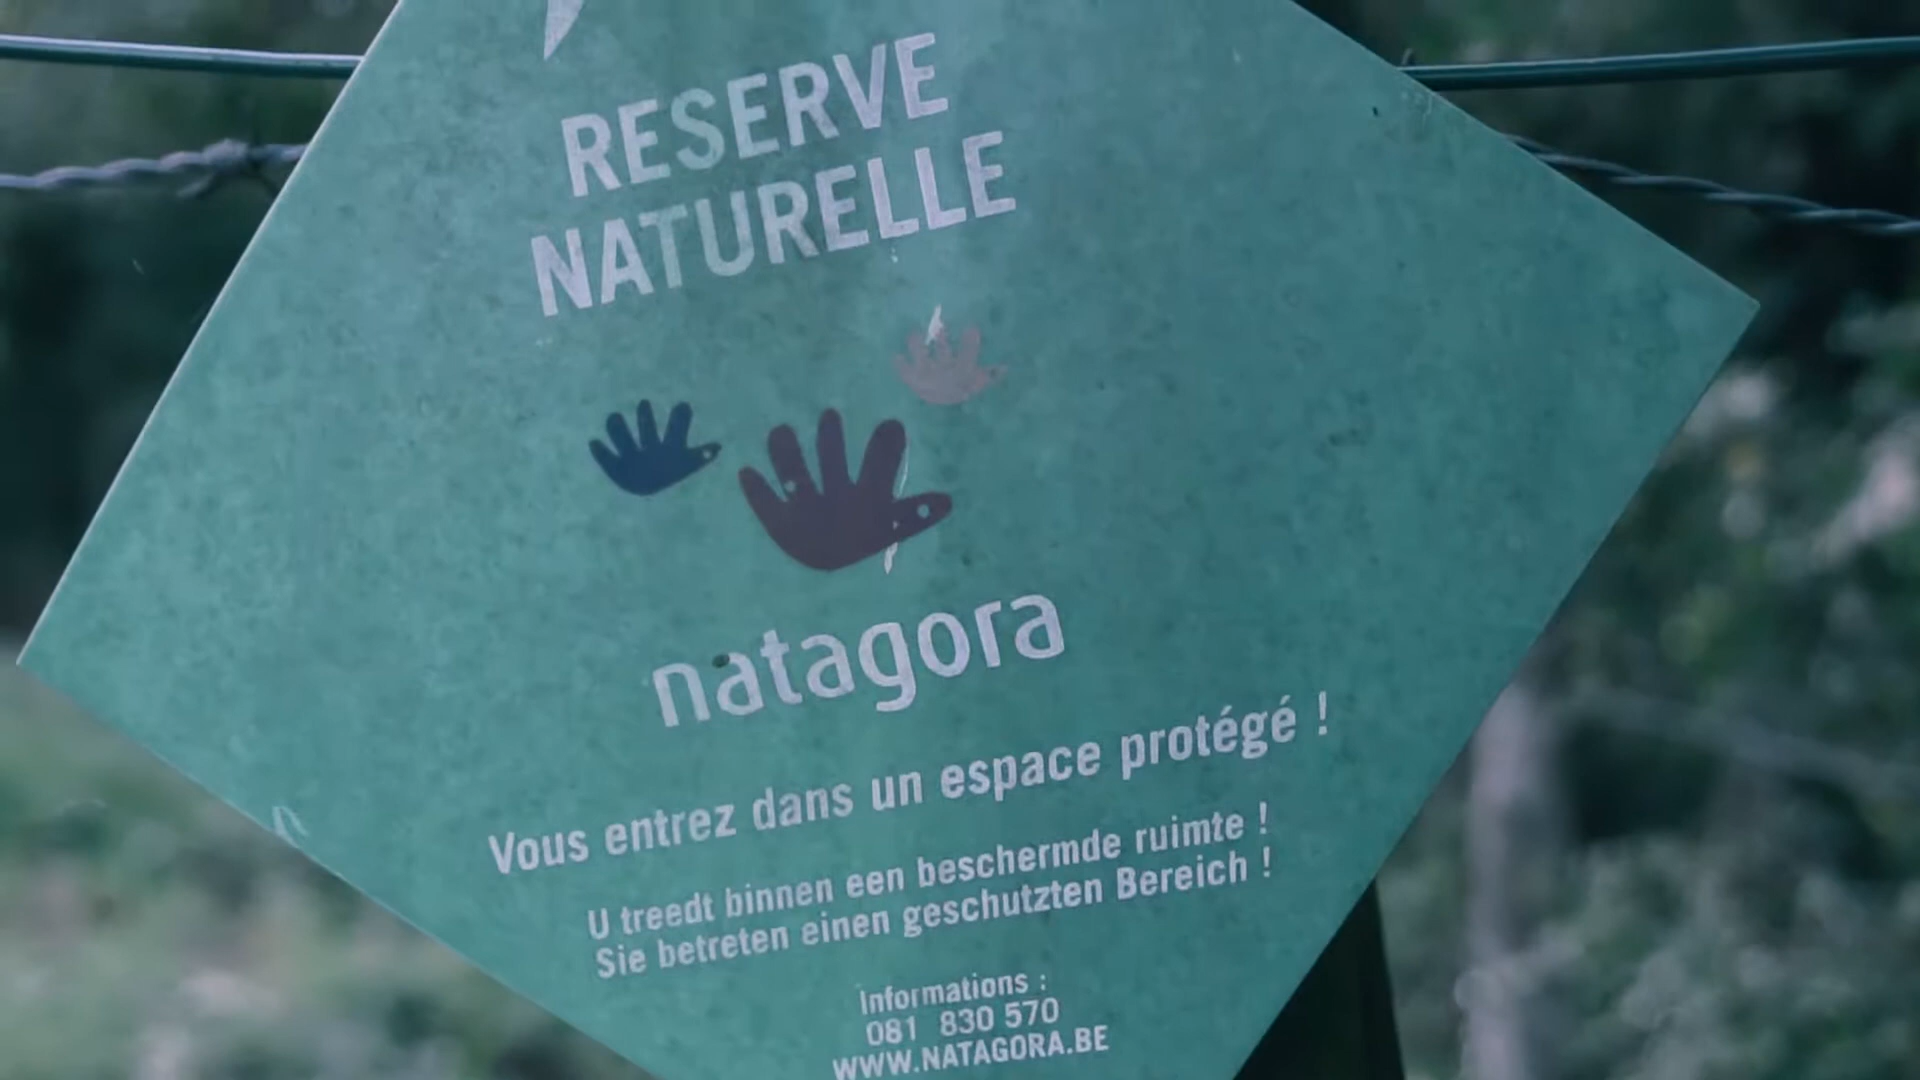 RESERVE
NATURELLE
natagora
Vous entrez dans un espace protégé !
U treedt binnen een beschermde ruimte !
Sie betreten einen geschutzten Bereich !
Informations :
081 830 570
WWW.NATAGORA.BE